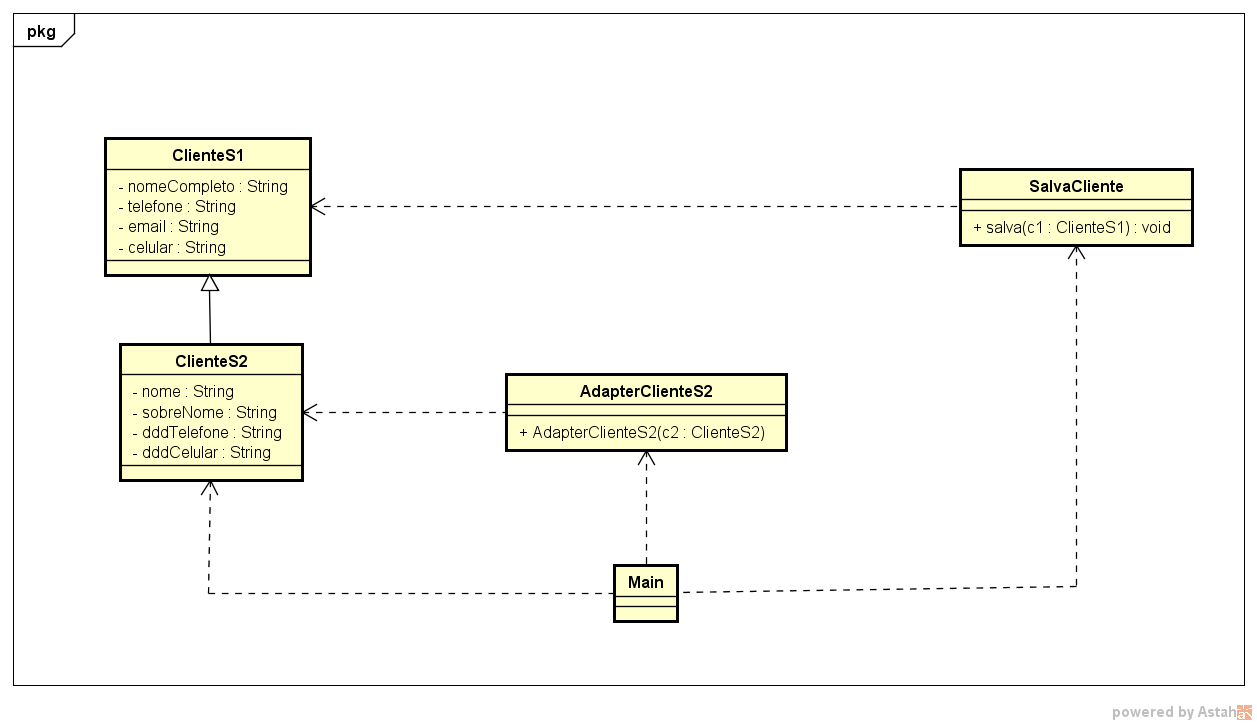 pkg
ClienteS1
- nomeCompleto : String
- telefone : String
- email : String
- celular : String
SalvaCliente
+ salva(c1 : ClienteS1) : void
ClienteS2
- nome : String
- sobreNome : String
- dddTelefone : String
- dddCelular : String
AdapterClienteS2
+ AdapterClienteS2(c2 : ClienteS2)
Main
powered by Astah